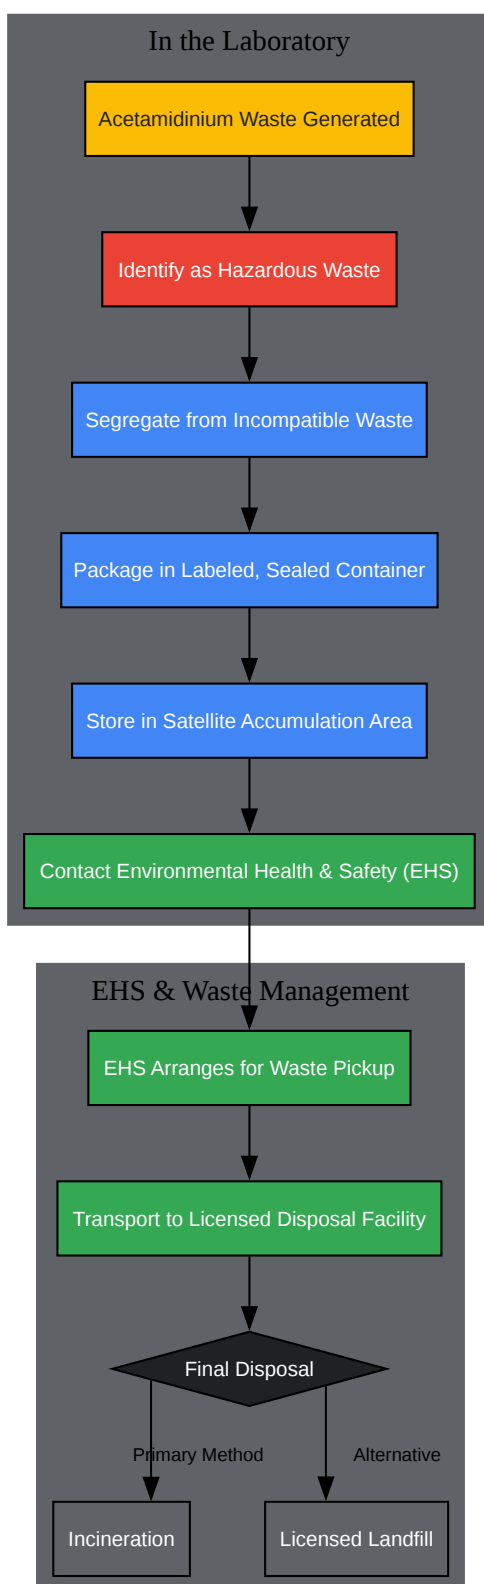 In the Laboratory
Acetamidinium Waste Generated
Identify as Hazardous Waste
Segregate from Incompatible Waste
Package in Labeled, Sealed Container
Store in Satellite Accumulation Area
Contact Environmental Health & Safety (EHS)
EHS & Waste Management
EHS Arranges for Waste Pickup
Transport to Licensed Disposal Facility
Final Disposal
Primary Method
Alternative
Incineration
Licensed Landfill